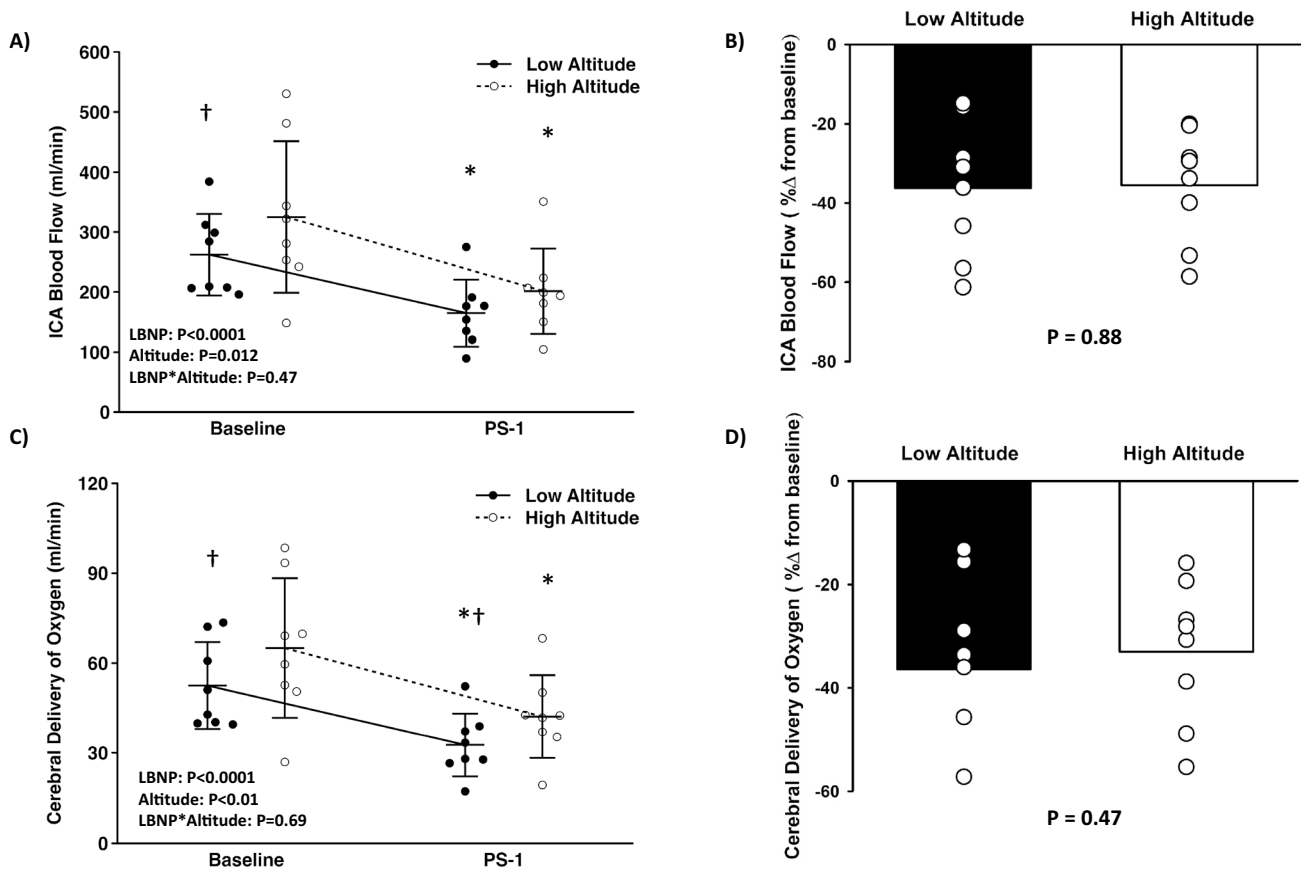 A)
600
500
400
300
200
100
0
ICA Blood Flow (ml/min)
Low Altitude
High Altitude
†
*
*
LBNP: P<0.0001
Altitude: P=0.012
LBNP*Altitude: P=0.47
Baseline
PS-1
B)
Low Altitude
High Altitude
0
-20
-40
-60
-80
ICA Blood Flow ( %Δ from baseline)
P = 0.88
C)
120
90
60
30
0
Cerebral Delivery of Oxygen (ml/min)
Low Altitude
High Altitude
†
*†
*
LBNP: P<0.0001
Altitude: P<0.01
LBNP*Altitude: P=0.69
Baseline
PS-1
D)
Low Altitude
High Altitude
0
-20
-40
-60
Cerebral Delivery of Oxygen ( %Δ from baseline)
P = 0.47